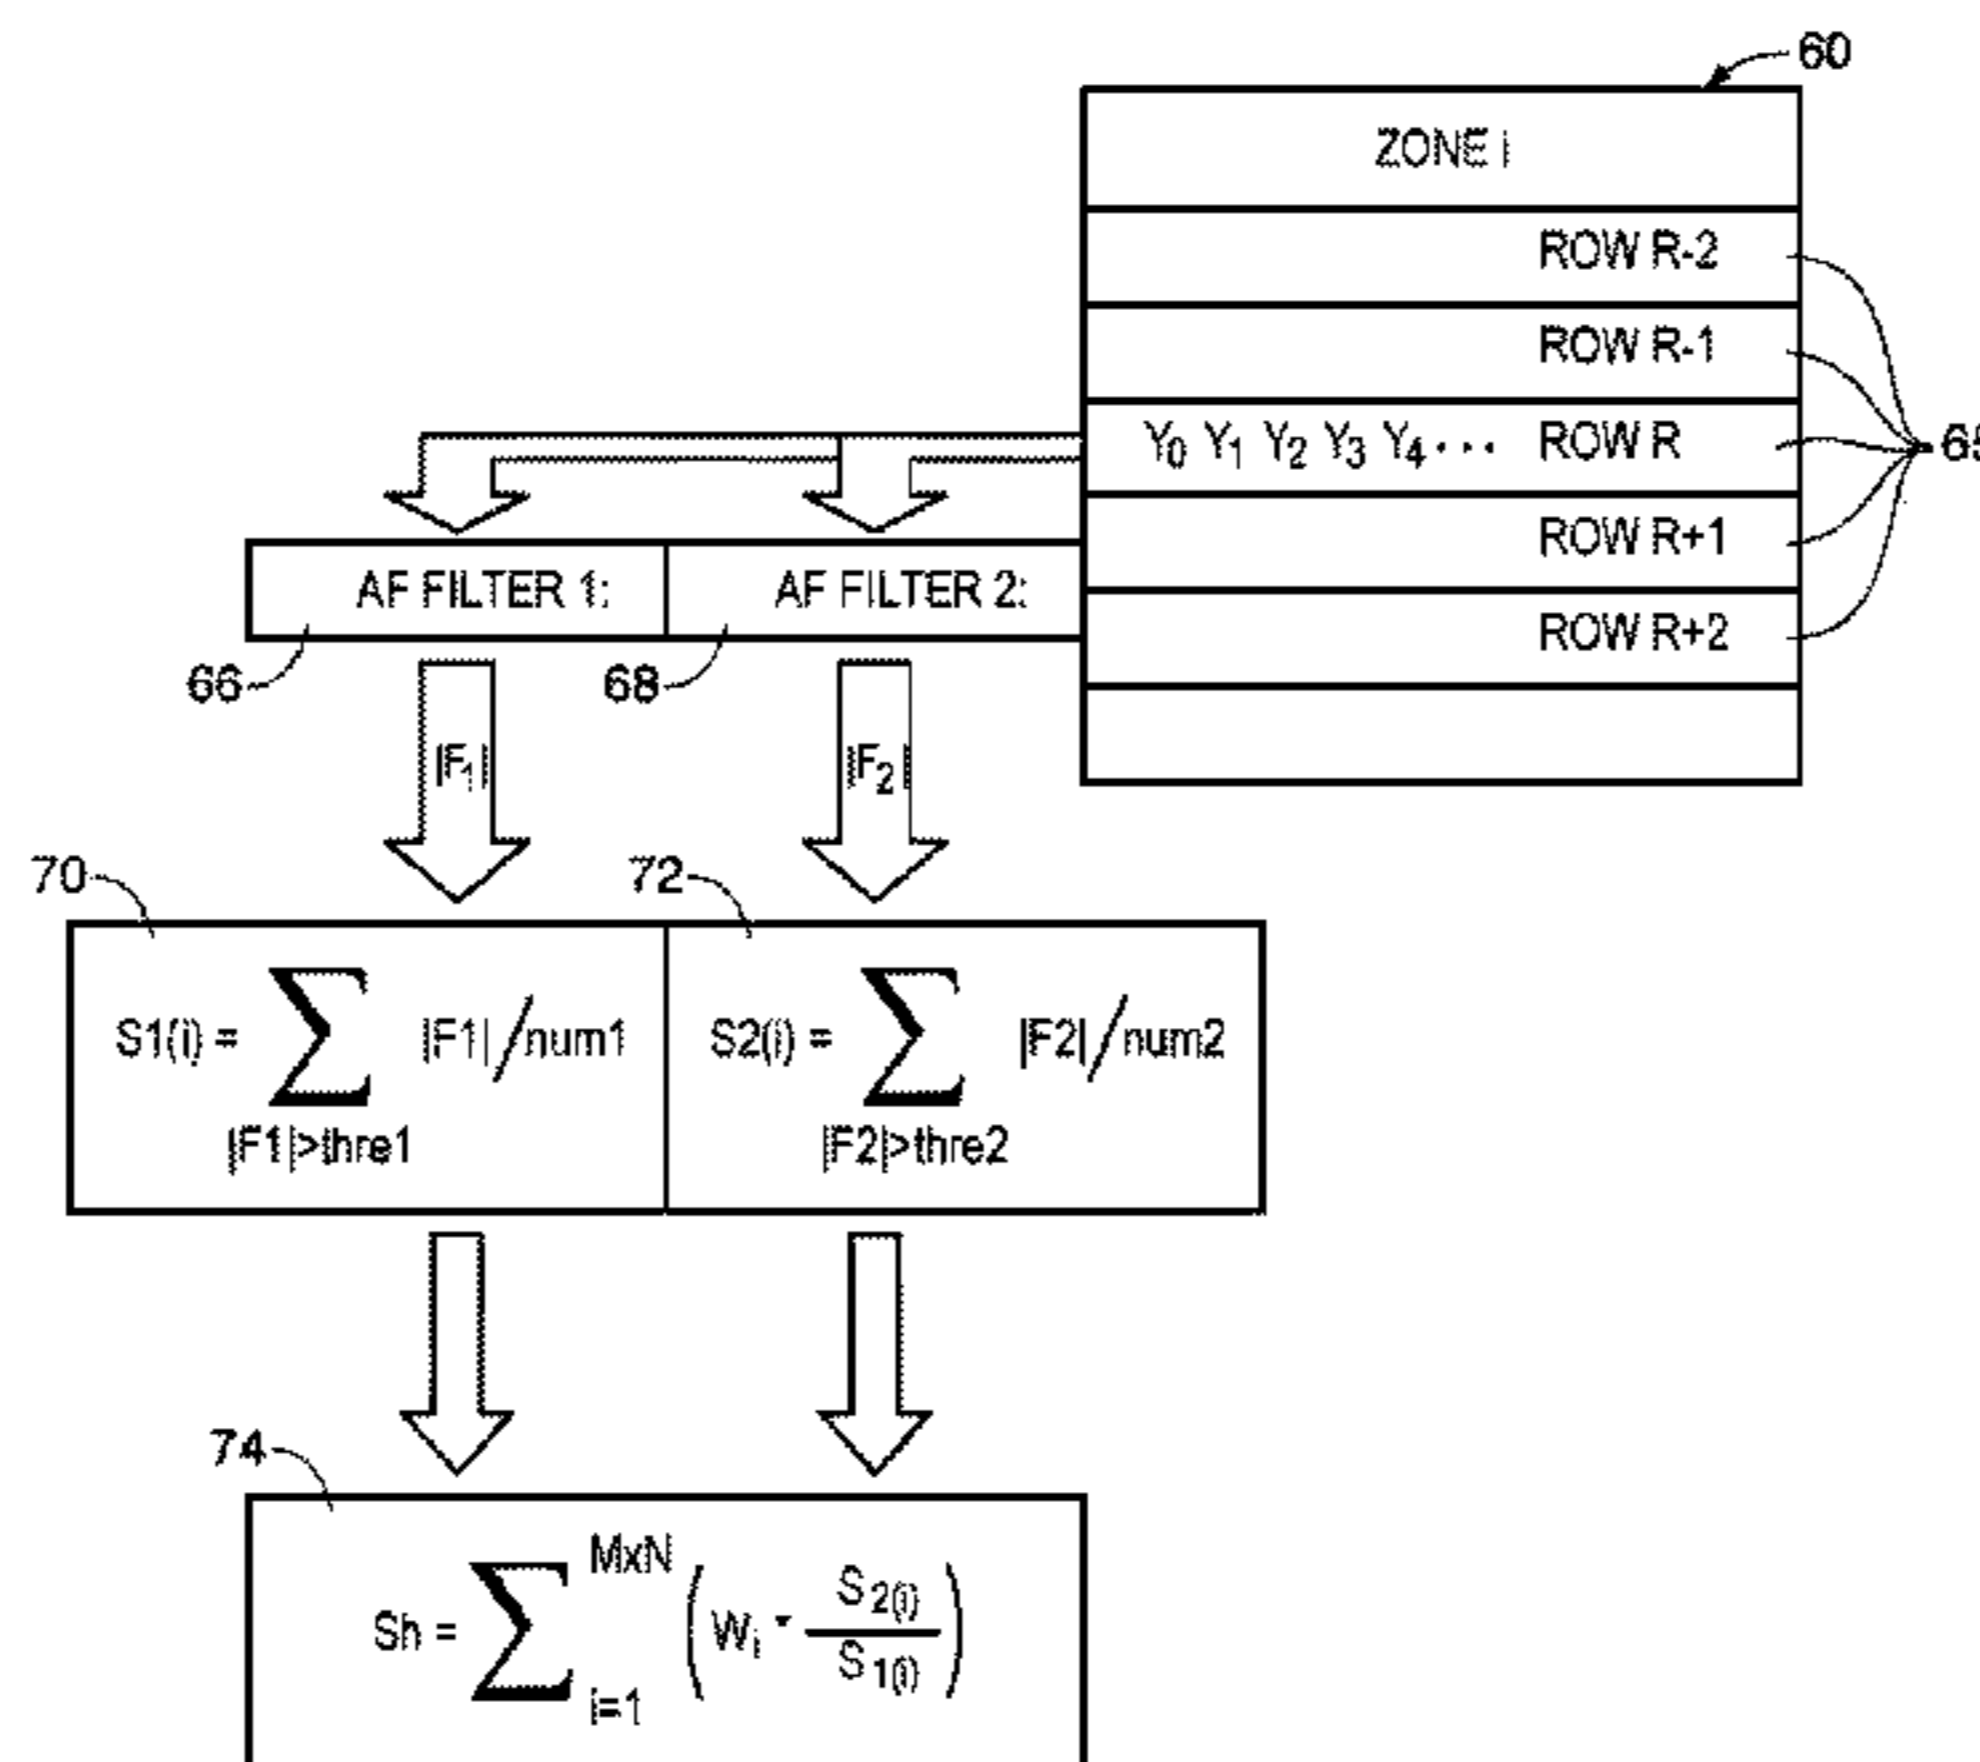 60
ZONE i
ROW R-2
ROW R-1
Y0 Y1 Y2 Y3 Y4 ... ROW R
65
ROW R+1
ROW R+2
AF FILTER 1:
AF FILTER 2:
66
68
|F1|
|F2|
70
72
S1(i) = ∑ |F1|/num1
|F1|>thre1
S2(i) = ∑ |F2|/num2
|F2|>thre2
74
Sh = ∑ i=1 MxN (Wi * S2(i) / S1(i))